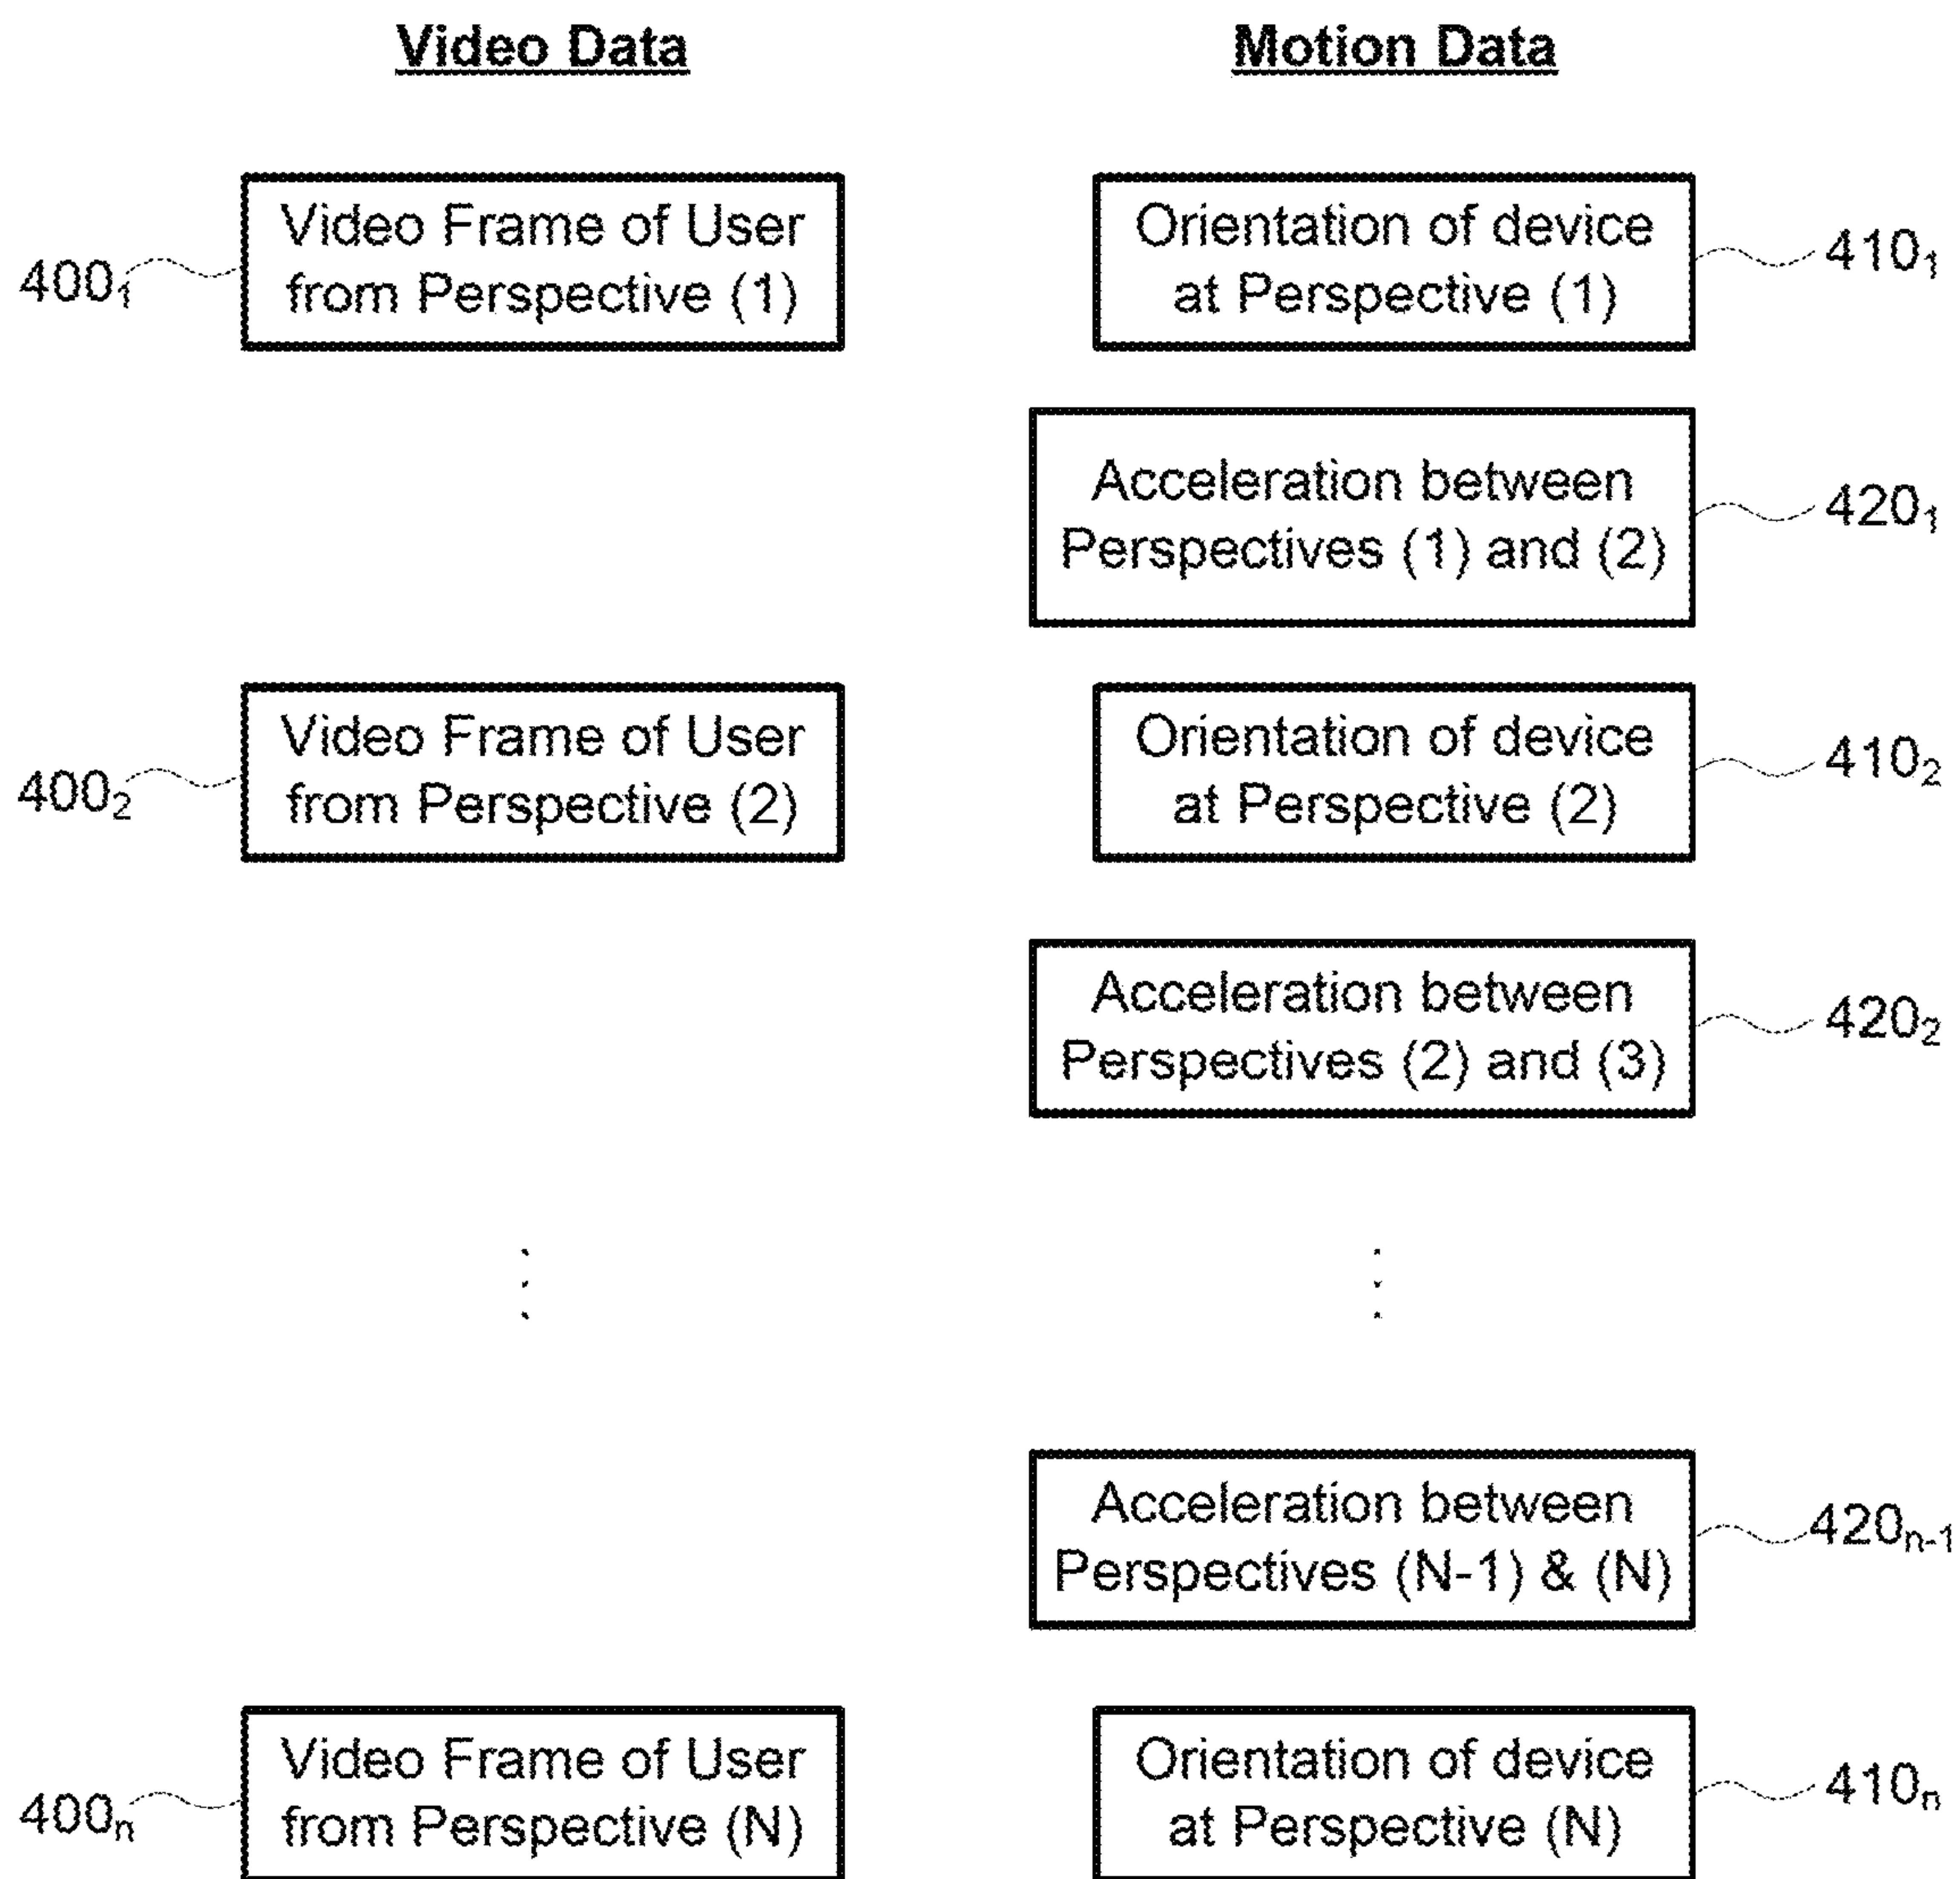 Video Data
Motion Data
400₁
Video Frame of User
from Perspective (1)
Orientation of device
at Perspective (1)
410₁
Acceleration between
Perspectives (1) and (2)
420₁
400₂
Video Frame of User
from Perspective (2)
Orientation of device
at Perspective (2)
410₂
Acceleration between
Perspectives (2) and (3)
420₂
Acceleration between
Perspectives (N-1) & (N)
420ₙ₋₁
400ₙ
Video Frame of User
from Perspective (N)
Orientation of device
at Perspective (N)
410ₙ